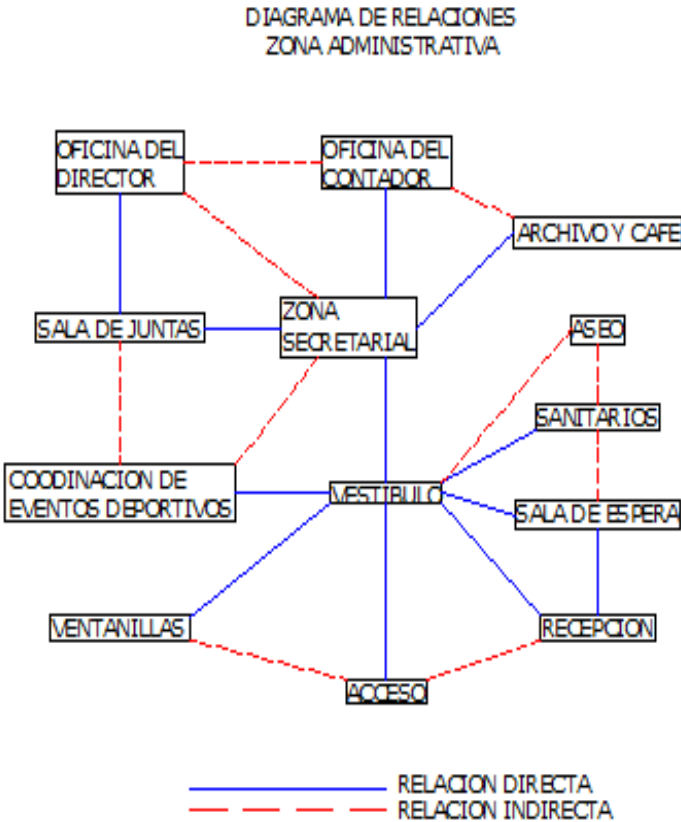 DIAGRAMA DE RELACIONES
ZONA ADMINISTRATIVA
OFICINA DEL
DIRECTOR
OFICINA DEL
CONTADOR
ARCHIVO Y CAFE
ZONA
SECRETARIAL
SALA DE JUNTAS
ASEO
SANITARIOS
COODINACION DE
EVENTOS DEPORTIVOS
VESTIBULO
SALA DE ESPERA
VENTANILLAS
RECEPCION
ACCESO
RELACION DIRECTA
RELACION INDIRECTA